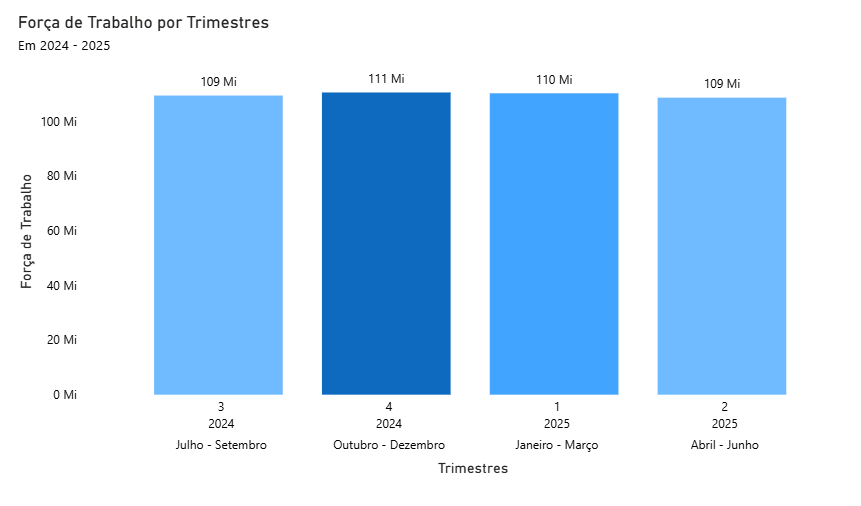 Força de Trabalho por Trimestres
Em 2024 - 2025
109 Mi
111 Mi
110 Mi
109 Mi
100 Mi
80 Mi
60 Mi
40 Mi
20 Mi
0 Mi
Força de Trabalho
3
4
1
2
2024
2024
2025
2025
Julho - Setembro
Outubro - Dezembro
Janeiro - Março
Abril - Junho
Trimestres